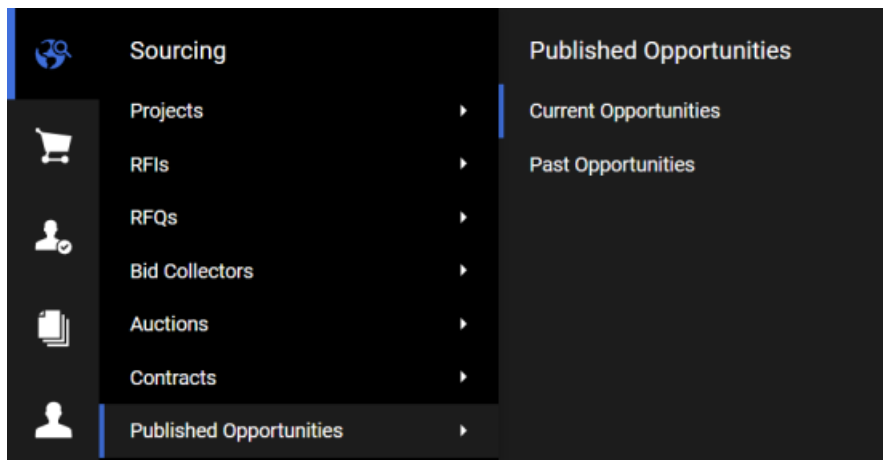 Sourcing
Projects
RFIs
RFQs
Bid Collectors
Auctions
Contracts
Published Opportunities
Published Opportunities
Current Opportunities
Past Opportunities